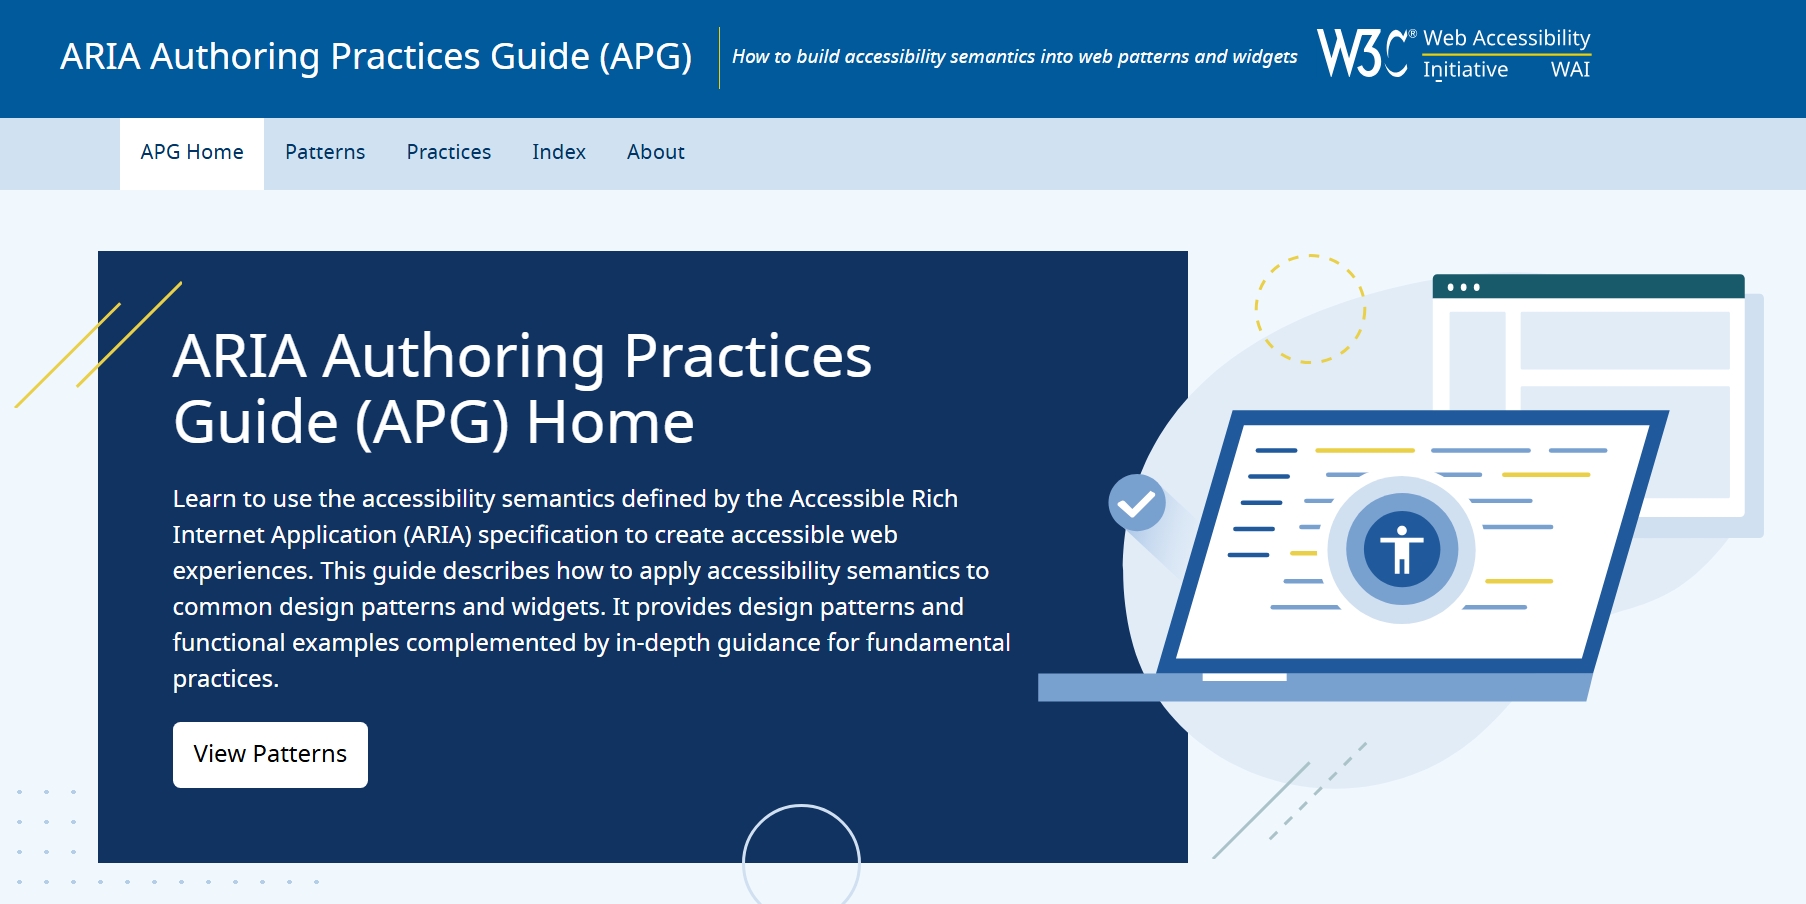 ARIA Authoring Practices Guide (APG)
How to build accessibility semantics into web patterns and widgets
W3C® Web Accessibility
Initiative WAI
APG Home Patterns Practices Index About
ARIA Authoring Practices
Guide (APG) Home
Learn to use the accessibility semantics defined by the Accessible Rich
Internet Application (ARIA) specification to create accessible web
experiences. This guide describes how to apply accessibility semantics to
common design patterns and widgets. It provides design patterns and
functional examples complemented by in-depth guidance for fundamental
practices.
View Patterns